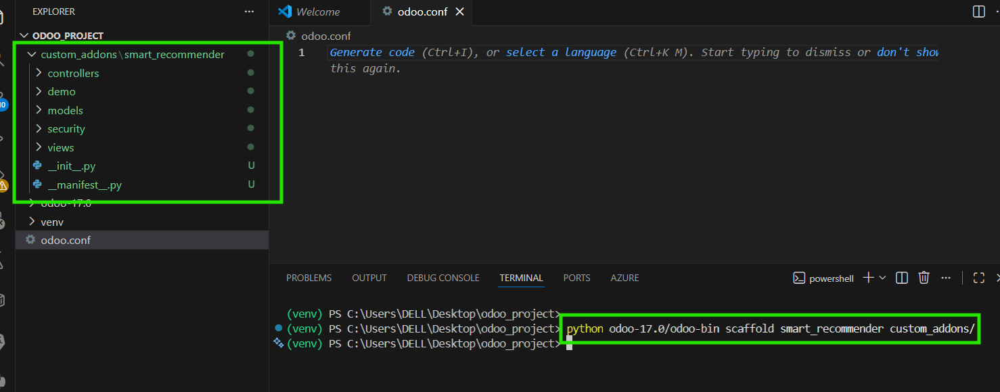 EXPLORER ...
Welcome
odoo.conf
ODOO_PROJECT
custom_addons\smart_recommender
controllers
demo
models
security
views
__init__.py U
__manifest__.py U
odoo-17.0
venv
odoo.conf
odoo.conf
1 Generate code (Ctrl+I), or select a language (Ctrl+K M). Start typing to dismiss or don't show
this again.
PROBLEMS OUTPUT DEBUG CONSOLE TERMINAL PORTS AZURE powershell
(venv) PS C:\Users\DELL\Desktop\odoo_project>
(venv) PS C:\Users\DELL\Desktop\odoo_project> python odoo-17.0/odoo-bin scaffold smart_recommender custom_addons/
(venv) PS C:\Users\DELL\Desktop\odoo_project>